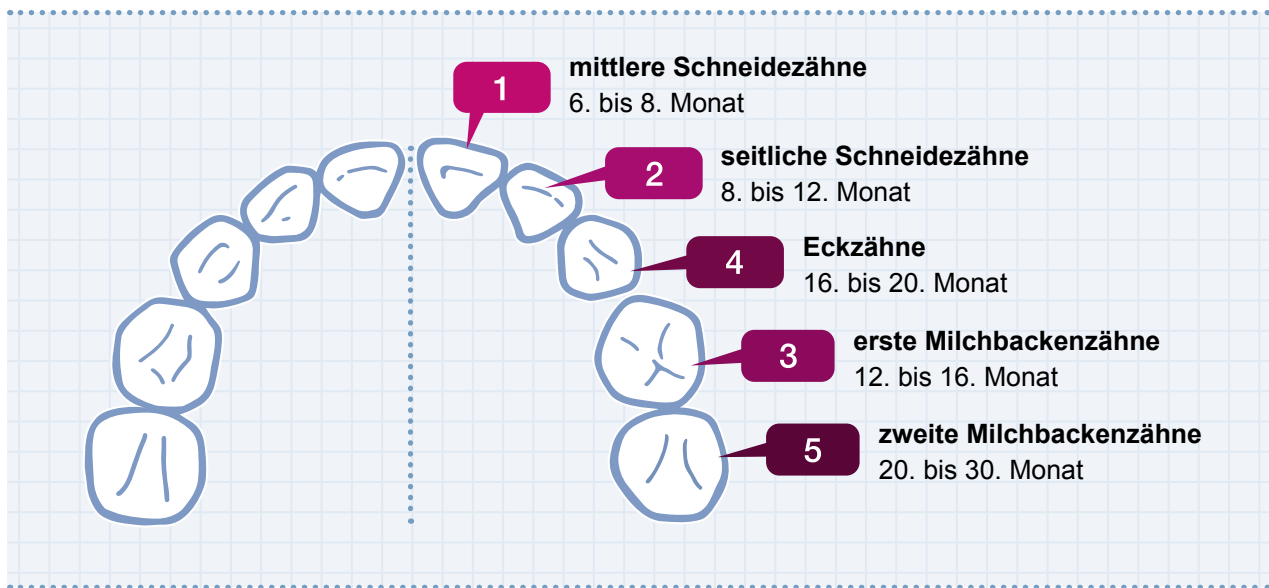 1
mittlere Schneidezähne
6. bis 8. Monat
2
seitliche Schneidezähne
8. bis 12. Monat
4
Eckzähne
16. bis 20. Monat
3
erste Milchbackenzähne
12. bis 16. Monat
5
zweite Milchbackenzähne
20. bis 30. Monat